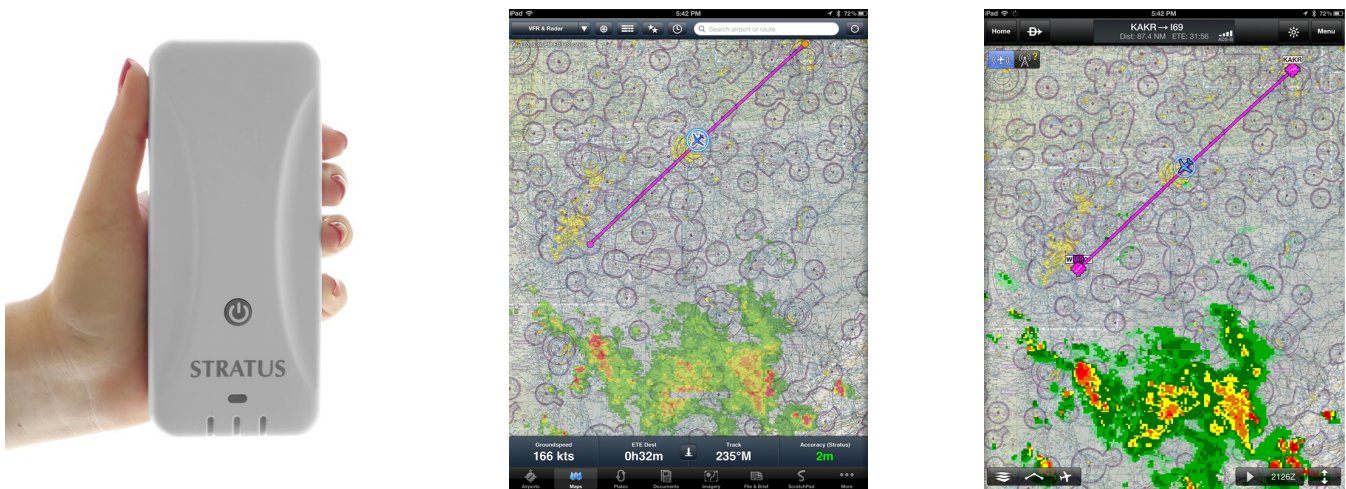 STRATUS
iPad
5:42 PM
72%
VFR & Radar
Search airport or route
Groundspeed
166 kts
ETE Dest
0h32m
Track
235°M
Accuracy (Stratus)
2m
Airports
Maps
Plates
Documents
Imagery
File & Brief
ScratchPad
More
iPad
5:42 PM
72%
Home
KAKR → I69
Dist: 87.4 NM ETE: 31:56
ADS-B
Menu
KAKR
2126Z